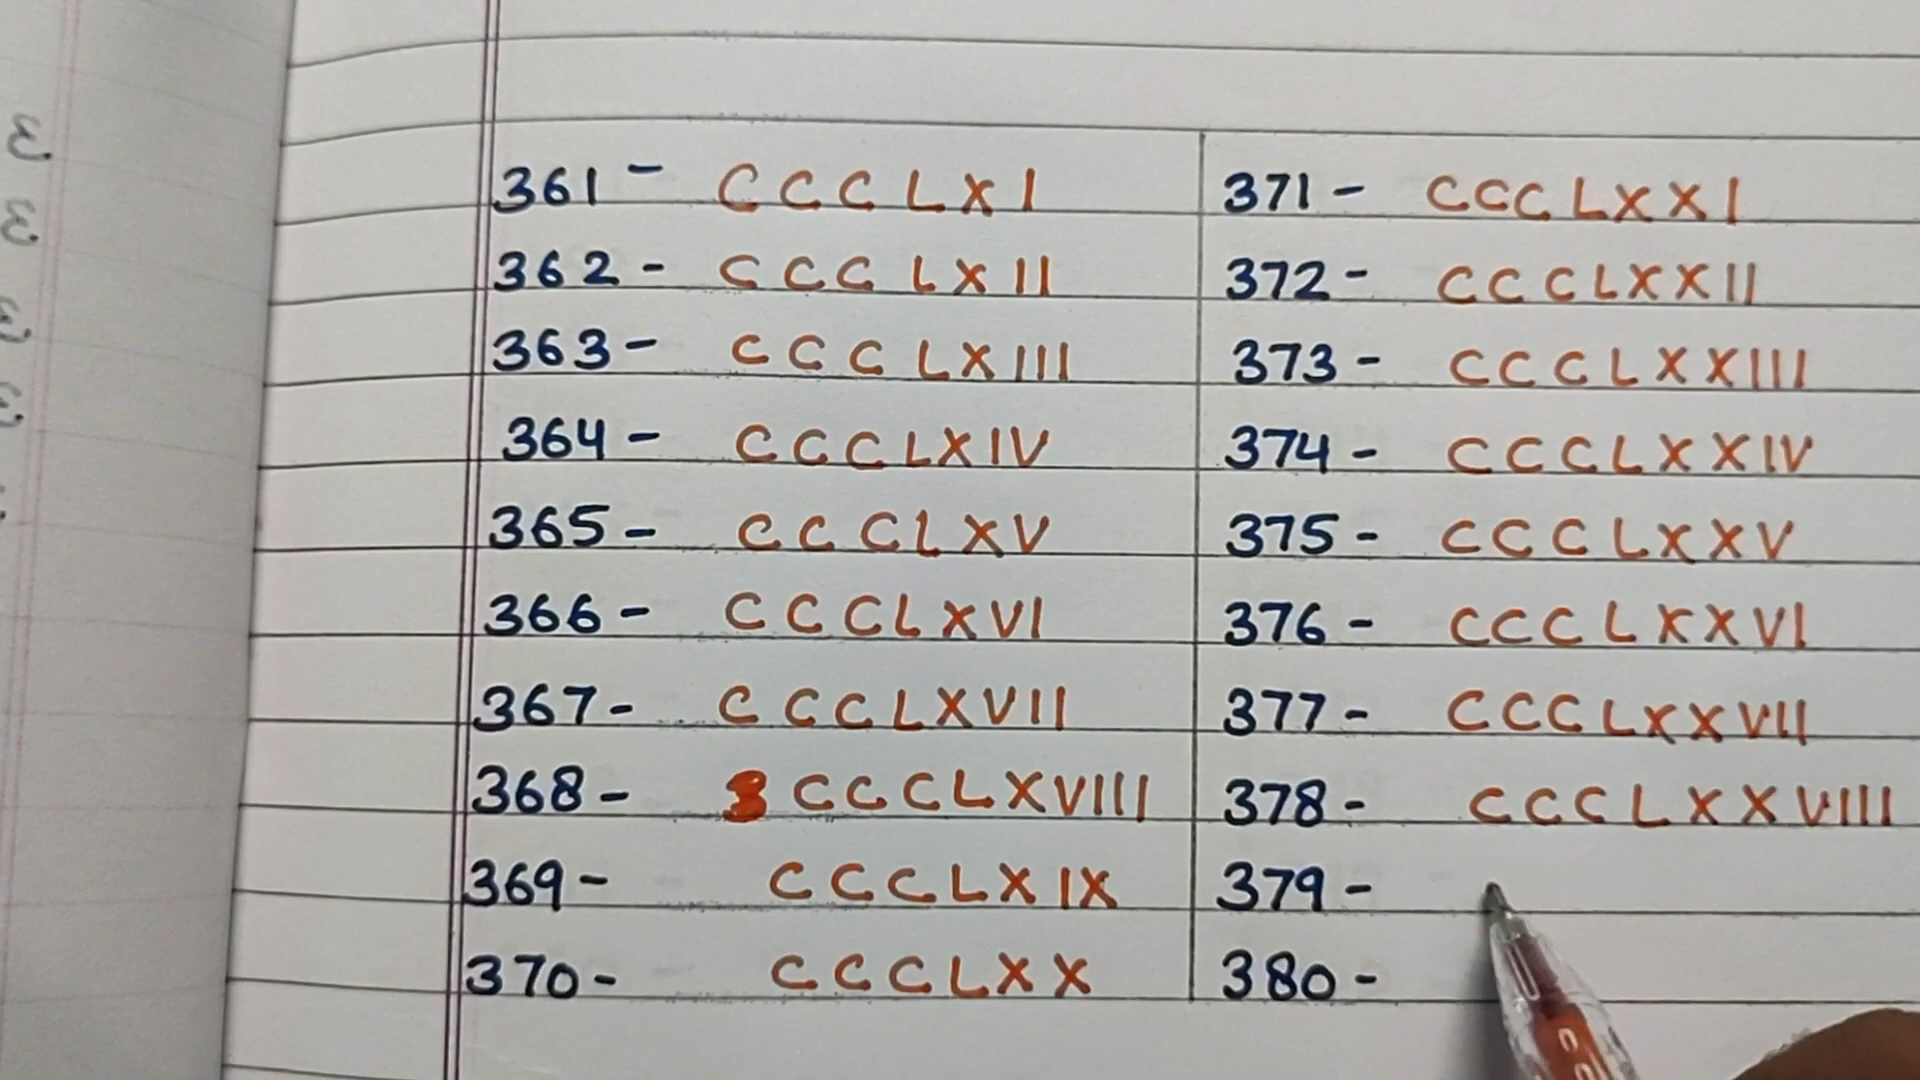 361 - CCCLXI
362 - CCCLXII
363 - CCCLXIII
364 - CCCLXIV
365 - CCCLXV
366 - CCCLXVI
367 - CCCLXVII
368 - CCCLXVIII
369 - CCCLXIX
370 - CCCLXX
371 - CCCLXXI
372 - CCCLXXII
373 - CCCLXXIII
374 - CCCLXXIV
375 - CCCLXXV
376 - CCCLXXVI
377 - CCCLXXVII
378 - CCCLXXVIII
379 -
380 -